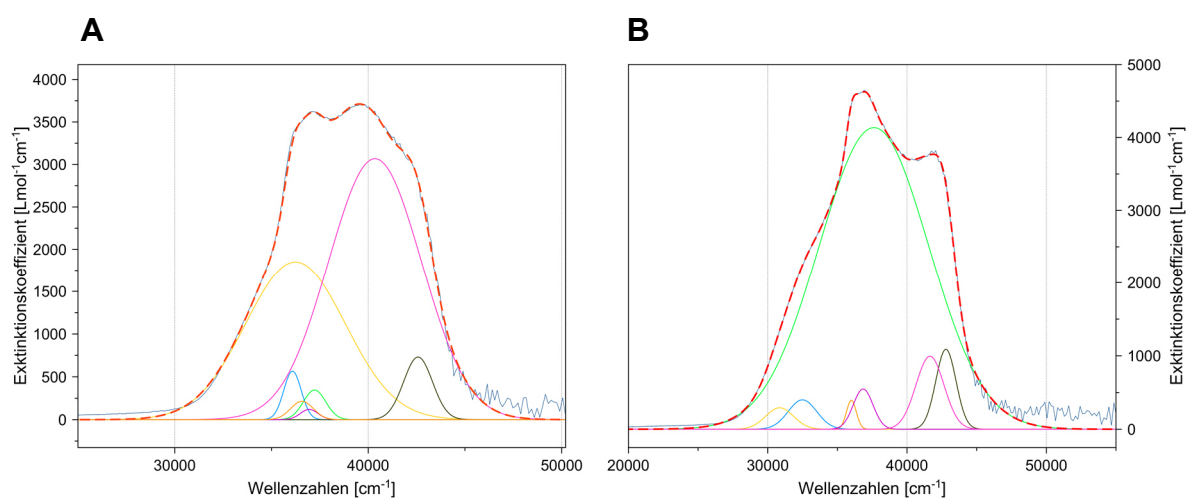 A
B
Exktinktionskoeffizient [Lmol-1cm-1]
4000
3500
3000
2500
2000
1500
1000
500
0
30000 40000 50000
Wellenzahlen [cm-1]
5000
4000
3000
2000
1000
0
Exktinktionskoeffizient [Lmol-1cm-1]
20000 30000 40000 50000
Wellenzahlen [cm-1]